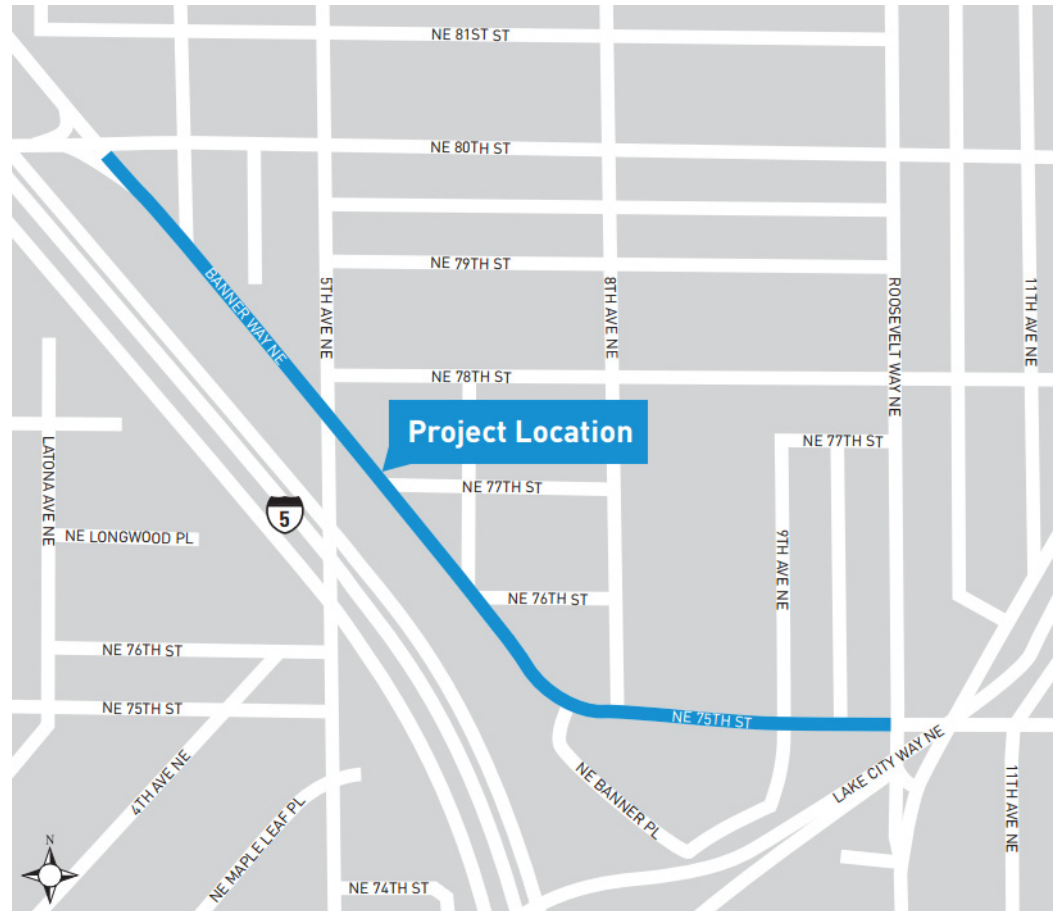 NE 81ST ST
NE 80TH ST
NE 79TH ST
BANNER WAY NE
5TH AVE NE
8TH AVE NE
ROOSEVELT WAY NE
11TH AVE NE
NE 78TH ST
Project Location
NE 77TH ST
LATONA AVE NE
NE 77TH ST
5
NE LONGWOOD PL
9TH AVE NE
NE 76TH ST
NE 76TH ST
NE 75TH ST
NE 75TH ST
4TH AVE NE
NE BANNER PL
LAKE CITY WAY NE
11TH AVE NE
NE MAPLE LEAF PL
N
NE 74TH ST